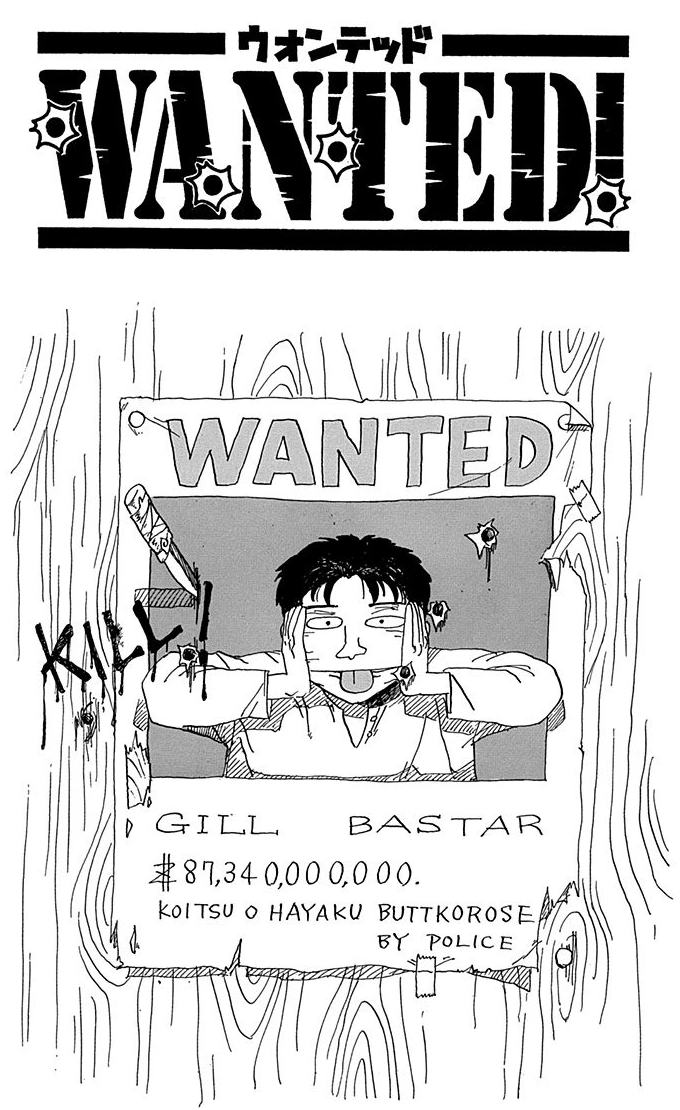 ウォンテッド
WANTED!
WANTED
KILL!
GILL BASTAR
87,340,000,000.
KOITSU O HAYAKU BUTTKOROSE
BY POLICE